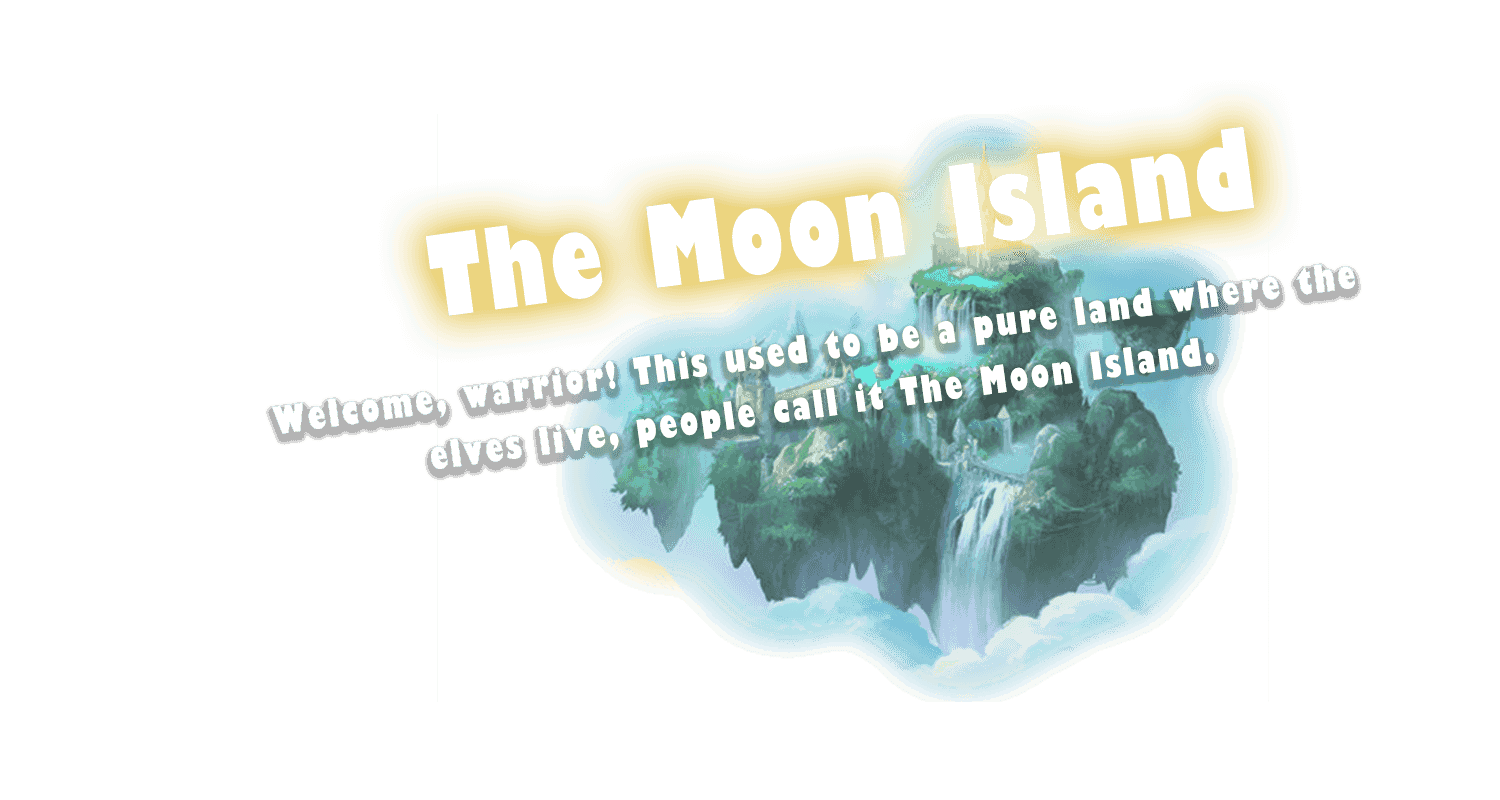 The Moon Island
Welcome, warrior! This used to be a pure land where the
elves live, people call it The Moon Island.